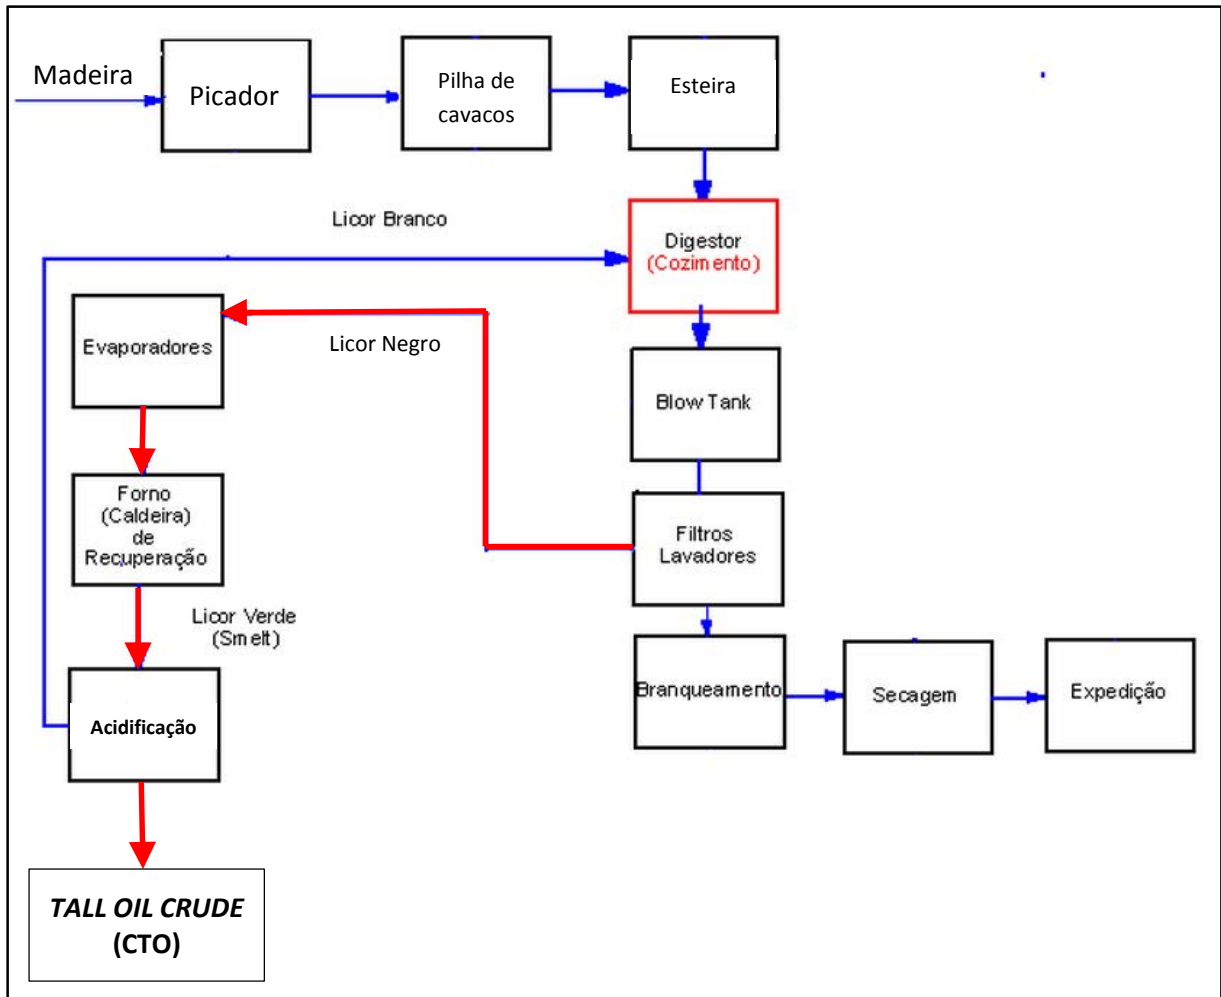 Madeira
Picador
Pilha de
cavacos
Esteira
Licor Branco
Digestor
(Cozimento)
Evaporadores
Licor Negro
Blow Tank
Forno
(Caldeira)
de
Recuperação
Filtros
Lavadores
Licor Verde
(Smelt)
Acidificação
Branqueamento
Secagem
Expedição
TALL OIL CRUDE
(CTO)